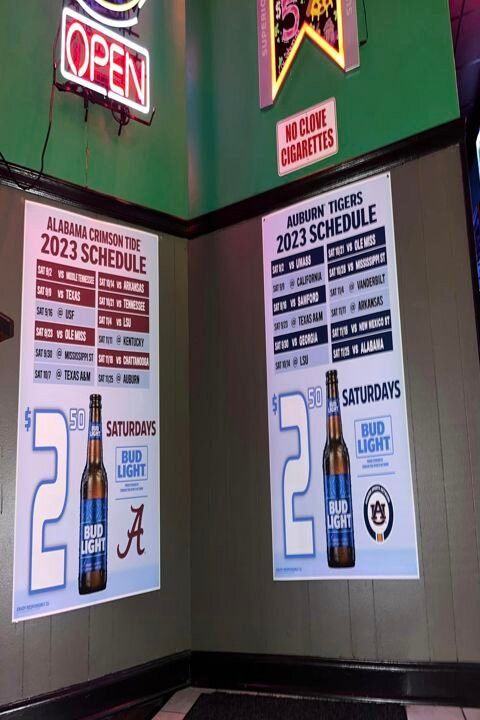 OPEN
SUPERIOR
5
NO CLOVE
CIGARETTES
ALABAMA CRIMSON TIDE
2023 SCHEDULE
SAT 9/2 VS MIDDLE TENNESSEE
SAT 9/9 VS TEXAS
SAT 9/16 @ USF
SAT 9/23 VS OLE MISS
SAT 9/30 @ MISSISSIPPI ST
SAT 10/7 @ TEXAS A&M
SAT 10/14 VS ARKANSAS
SAT 10/21 VS TENNESSEE
SAT 11/4 VS LSU
SAT 11/11 @ KENTUCKY
SAT 11/18 VS CHATTANOOGA
SAT 11/25 @ AUBURN
$2 50
SATURDAYS
BUD
LIGHT
BUD
LIGHT
A
AUBURN TIGERS
2023 SCHEDULE
SAT 9/2 VS UMASS
SAT 9/9 @ CALIFORNIA
SAT 9/16 VS SAMFORD
SAT 9/23 @ TEXAS A&M
SAT 9/30 VS GEORGIA
SAT 10/14 @ LSU
SAT 10/21 VS OLE MISS
SAT 10/28 VS MISSISSIPPI ST
SAT 11/4 @ VANDERBILT
SAT 11/11 @ ARKANSAS
SAT 11/18 VS NEW MEXICO ST
SAT 11/25 VS ALABAMA
$2 50
SATURDAYS
BUD
LIGHT
BUD
LIGHT
AU